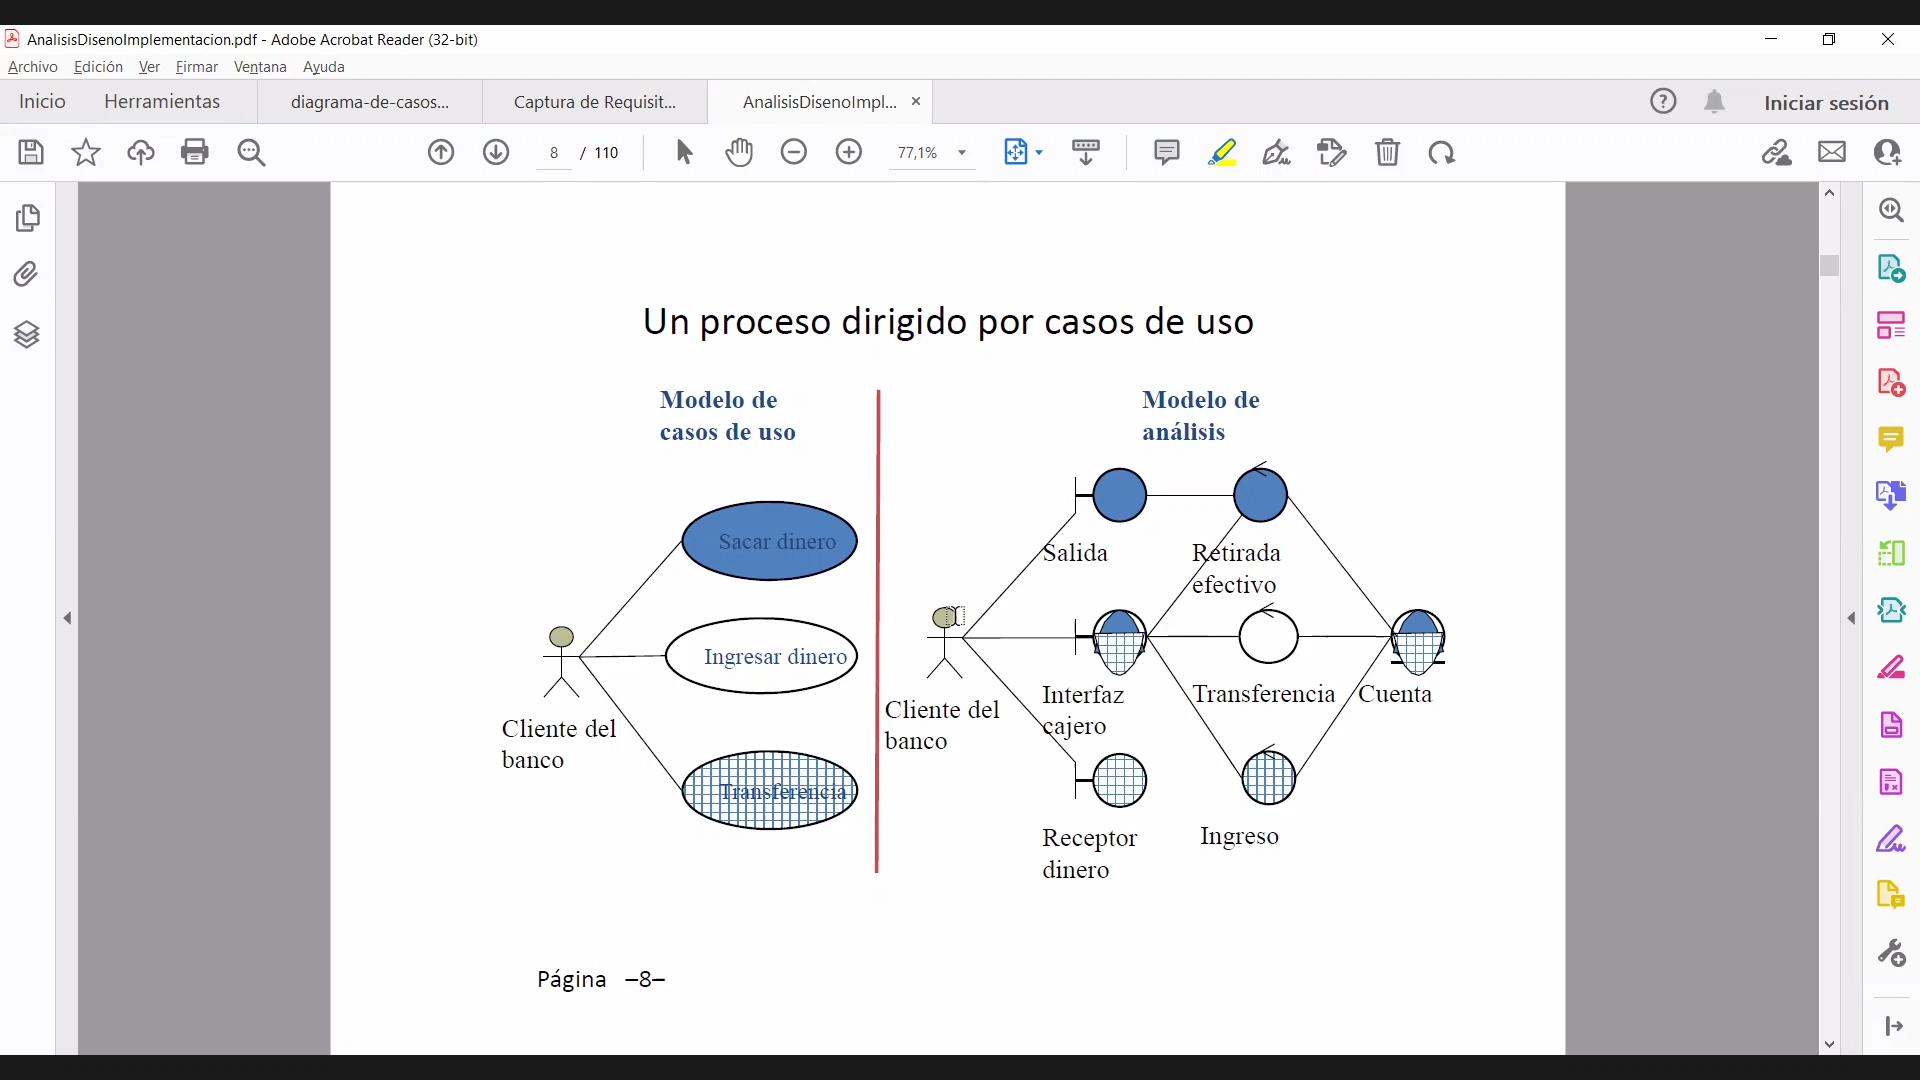 AnalisisDisenoImplementacion.pdf - Adobe Acrobat Reader (32-bit)
Archivo Edición Ver Firmar Ventana Ayuda
Inicio Herramientas diagrama-de-casos... Captura de Requisit... AnalisisDisenoImpl... × Iniciar sesión
8 / 110 77,1%
Un proceso dirigido por casos de uso
Modelo de
casos de uso
Sacar dinero
Ingresar dinero
Cliente del
banco
Transferencia
Modelo de
análisis
Salida
Retirada
efectivo
Cliente del
banco
Interfaz
cajero
Transferencia
Cuenta
Receptor
dinero
Ingreso
Página –8–